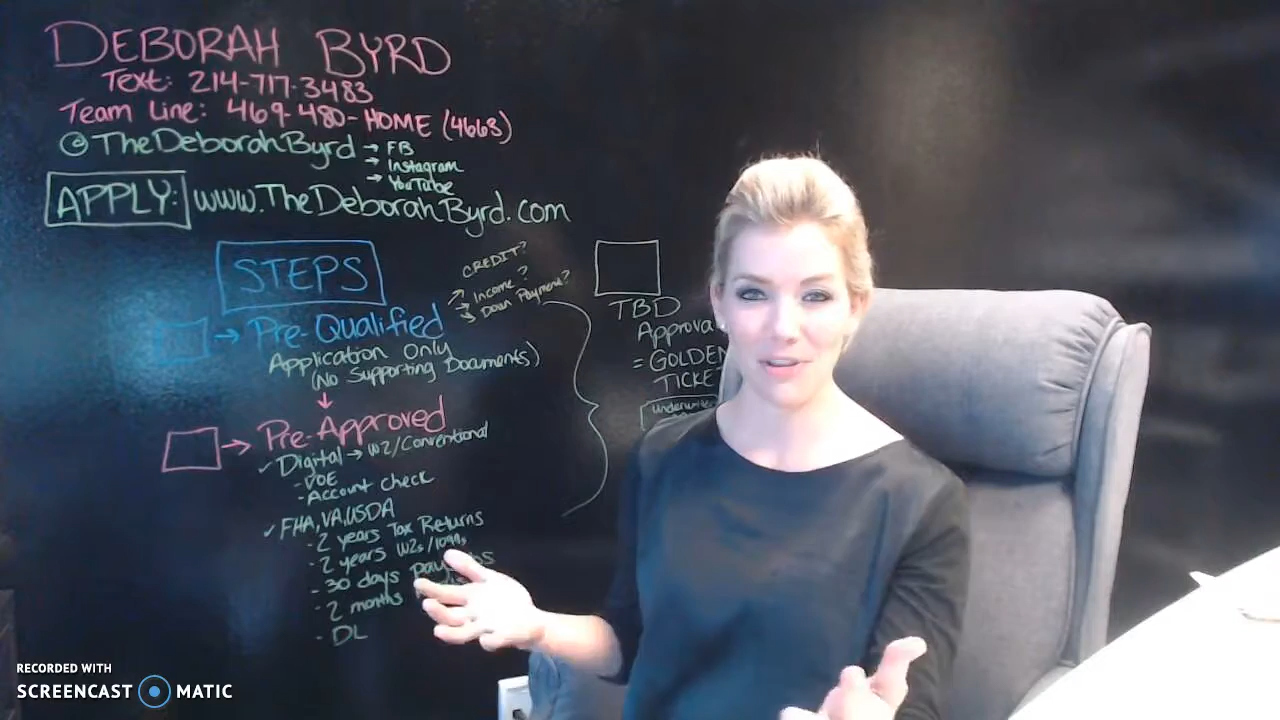 DEBORAH BYRD
Text: 214-717-3483
Team Line: 469-480-HOME (4663)
@TheDeborahByrd → FB
→ Instagram
→ YouTube
APPLY: www.TheDeborahByrd.com
STEPS
CREDIT?
Income?
Down Payment?
→ Pre-Qualified
Application Only
(No Supporting Documents)
→ Pre-Approved
✓ Digital → W2/Conventional
- VOE
- Account check
✓ FHA, VA, USDA
- 2 years Tax Returns
- 2 years W2s/1099s
- 30 days
- 2 months
- DL
TBD
Approval
= GOLDEN
TICKET
RECORDED WITH
SCREENCAST MATIC